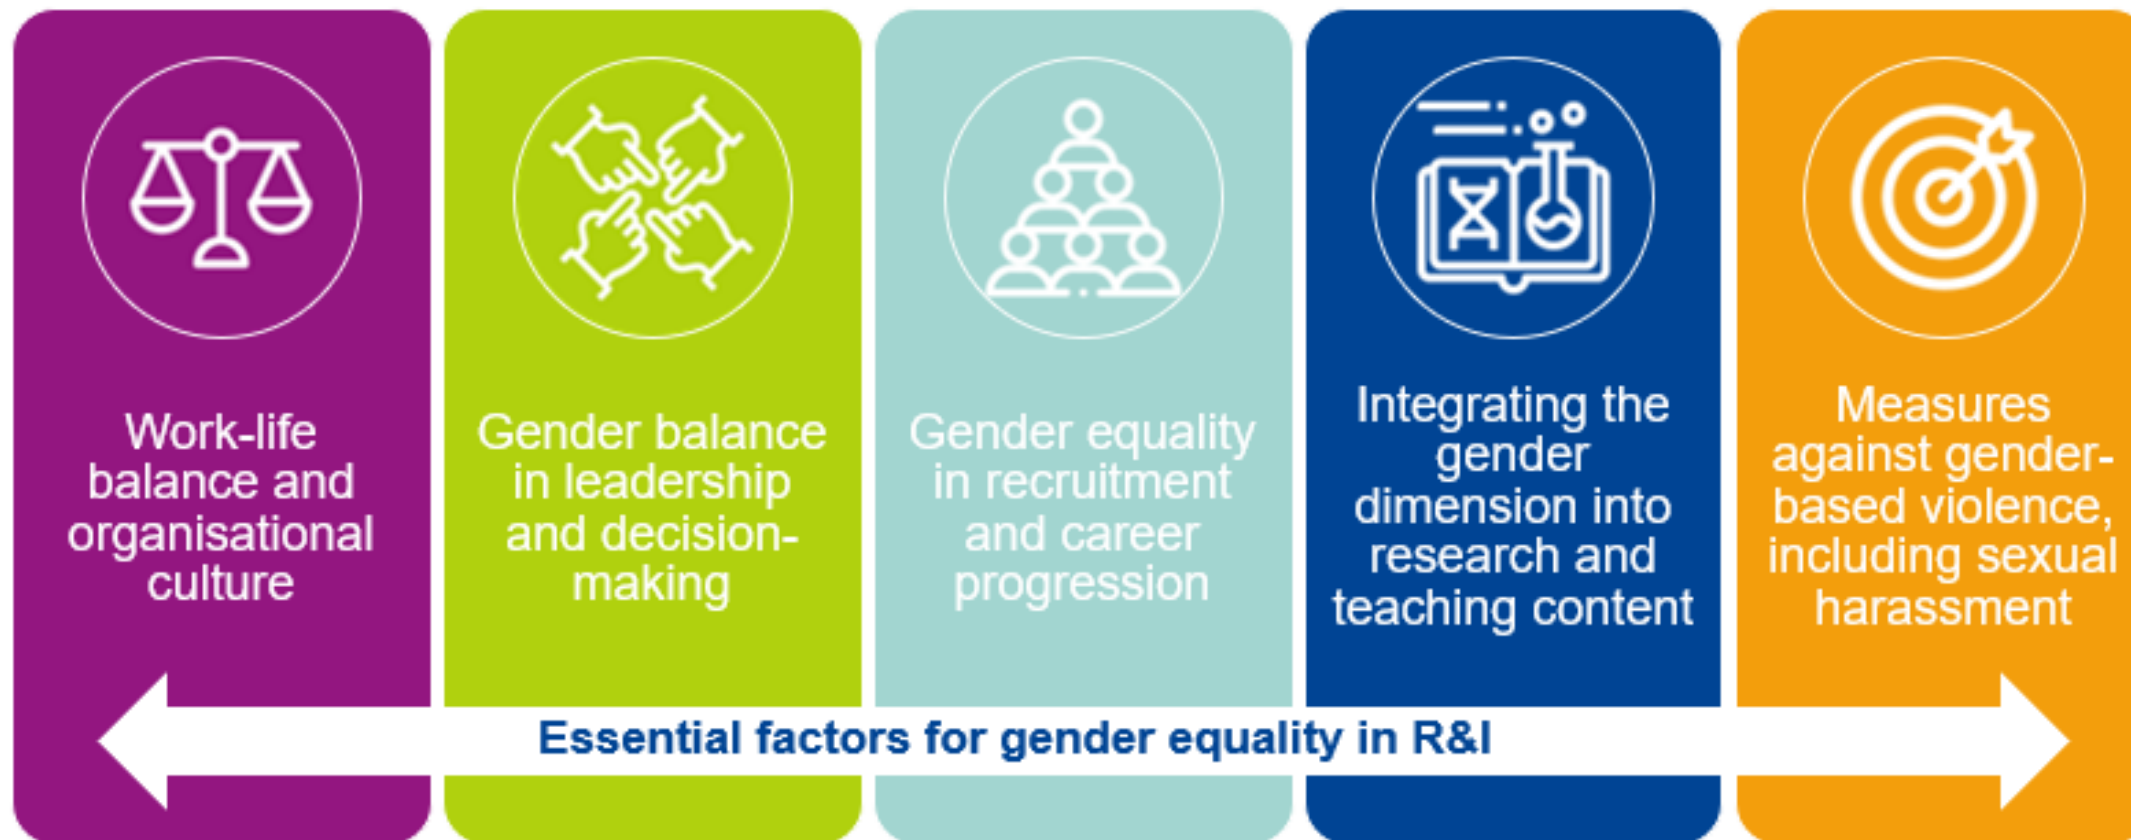 Work-life
balance and
organisational
culture
Gender balance
in leadership
and decision-
making
Gender equality
in recruitment
and career
progression
Integrating the
gender
dimension into
research and
teaching content
Measures
against gender-
based violence,
including sexual
harassment
Essential factors for gender equality in R&I